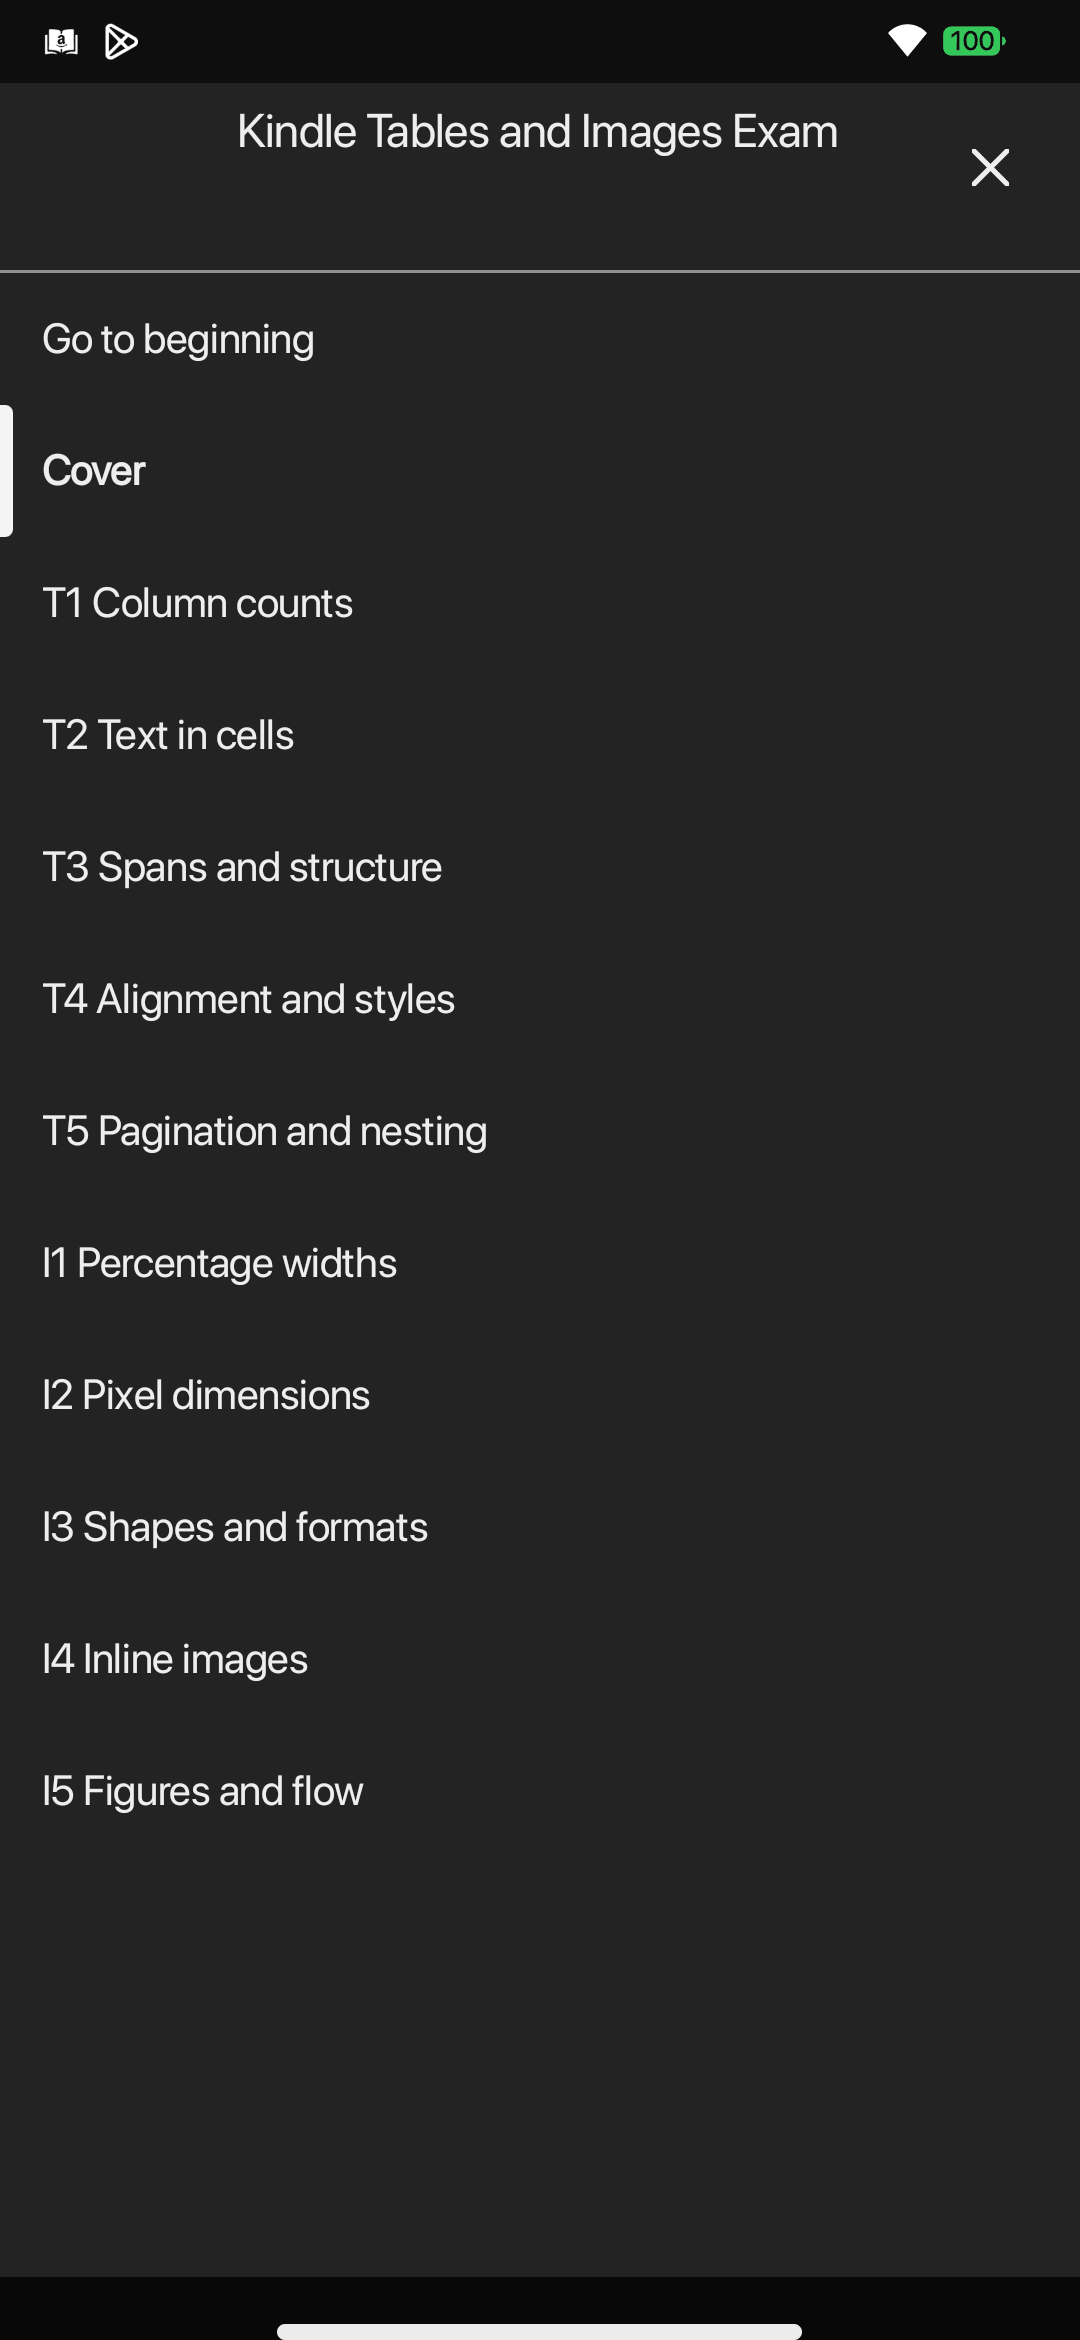 100
Kindle Tables and Images Exam
Go to beginning
Cover
T1 Column counts
T2 Text in cells
T3 Spans and structure
T4 Alignment and styles
T5 Pagination and nesting
I1 Percentage widths
I2 Pixel dimensions
I3 Shapes and formats
I4 Inline images
I5 Figures and flow